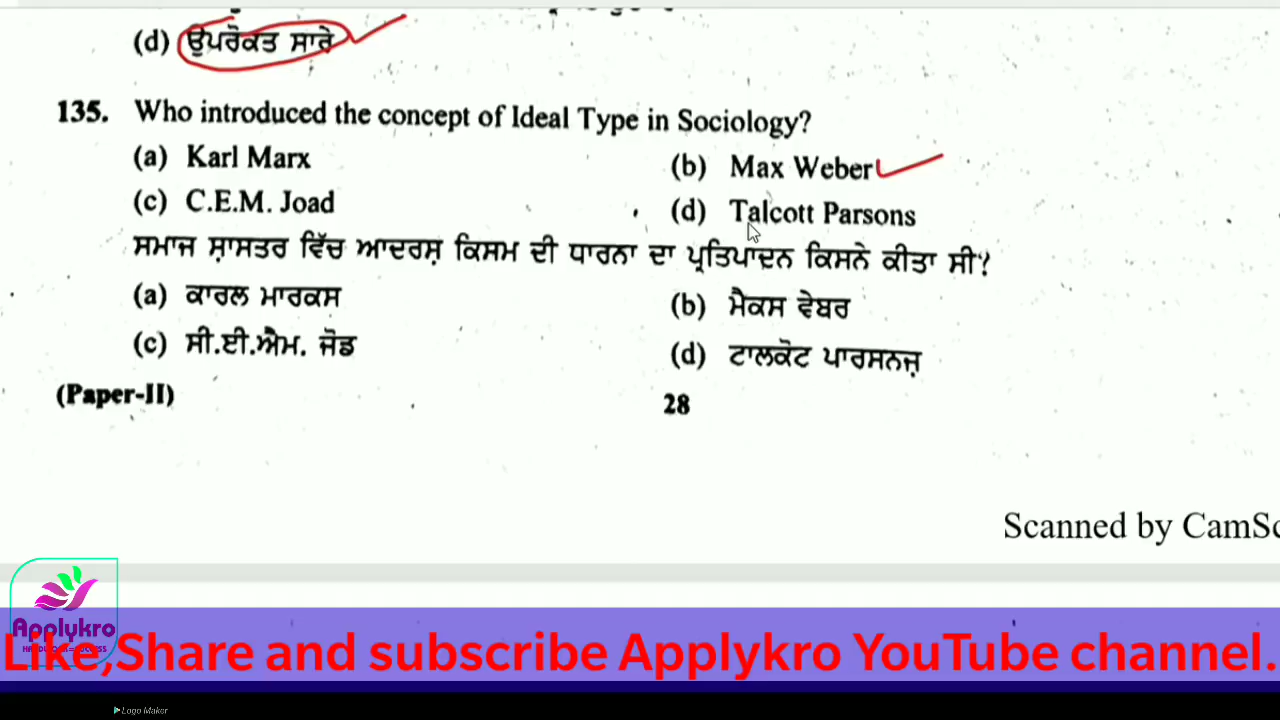 (d) ਉਪਰੋਕਤ ਸਾਰੇ
135. Who introduced the concept of Ideal Type in Sociology?
(a) Karl Marx
(b) Max Weber
(c) C.E.M. Joad
(d) Talcott Parsons
ਸਮਾਜ ਸ਼ਾਸਤਰ ਵਿੱਚ ਆਦਰਸ਼ ਕਿਸਮ ਦੀ ਧਾਰਨਾ ਦਾ ਪ੍ਰਤਿਪਾਦਨ ਕਿਸਨੇ ਕੀਤਾ ਸੀ?
(a) ਕਾਰਲ ਮਾਰਕਸ
(b) ਮੈਕਸ ਵੇਬਰ
(c) ਸੀ.ਈ.ਐਮ. ਜੋਡ
(d) ਟਾਲਕੋਟ ਪਾਰਸਨਜ਼
(Paper-II)
28
Scanned by CamSc
Applykro
Like,Share and subscribe Applykro YouTube channel.
Logo Maker